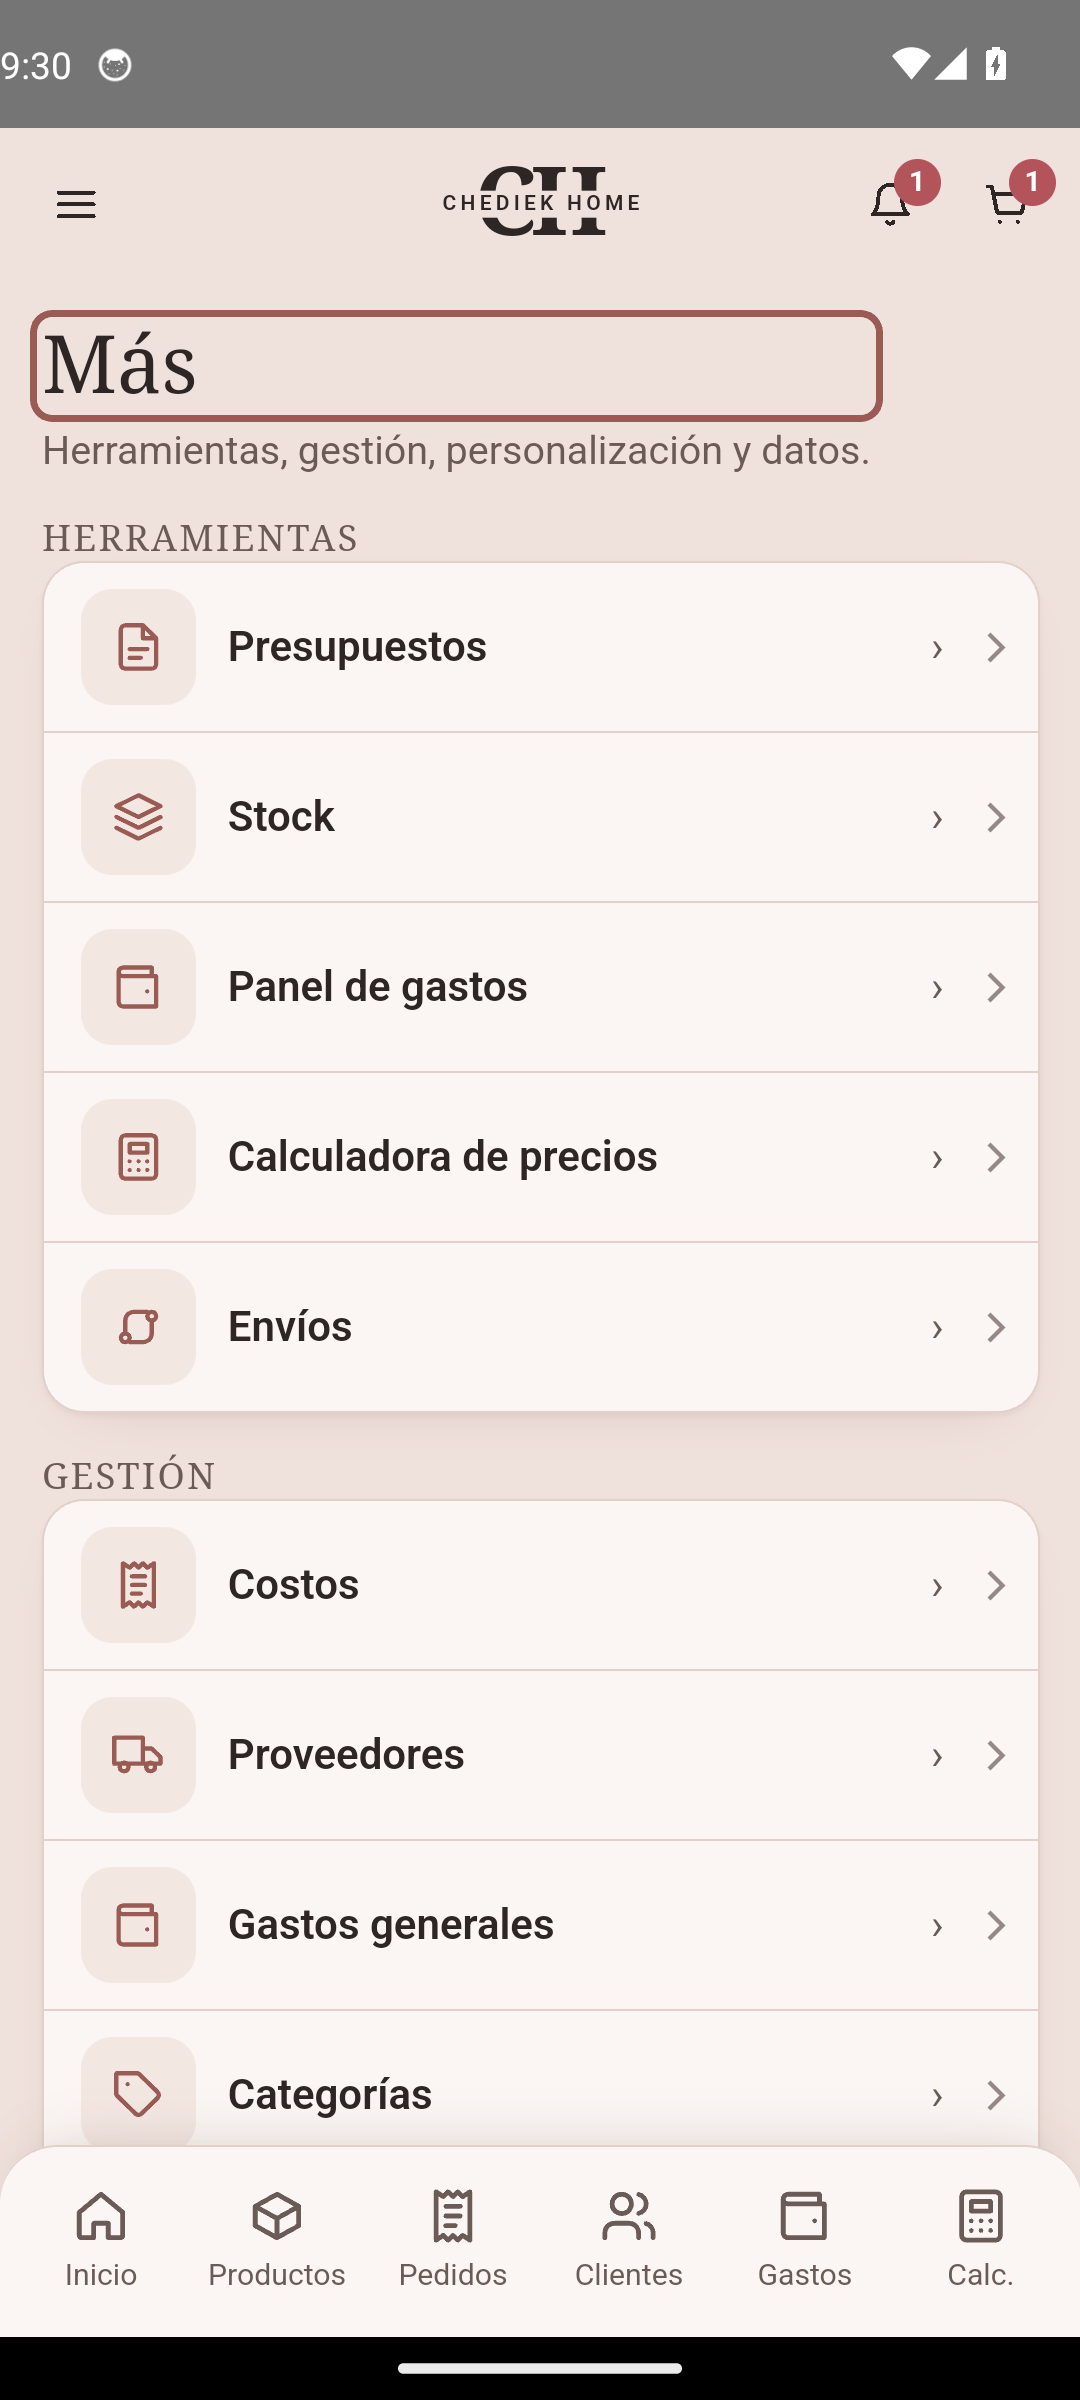 9:30
CH
CHEDIEK HOME
1
1
Más
Herramientas, gestión, personalización y datos.
HERRAMIENTAS
Presupuestos
Stock
Panel de gastos
Calculadora de precios
Envíos
GESTIÓN
Costos
Proveedores
Gastos generales
Categorías
Inicio
Productos
Pedidos
Clientes
Gastos
Calc.